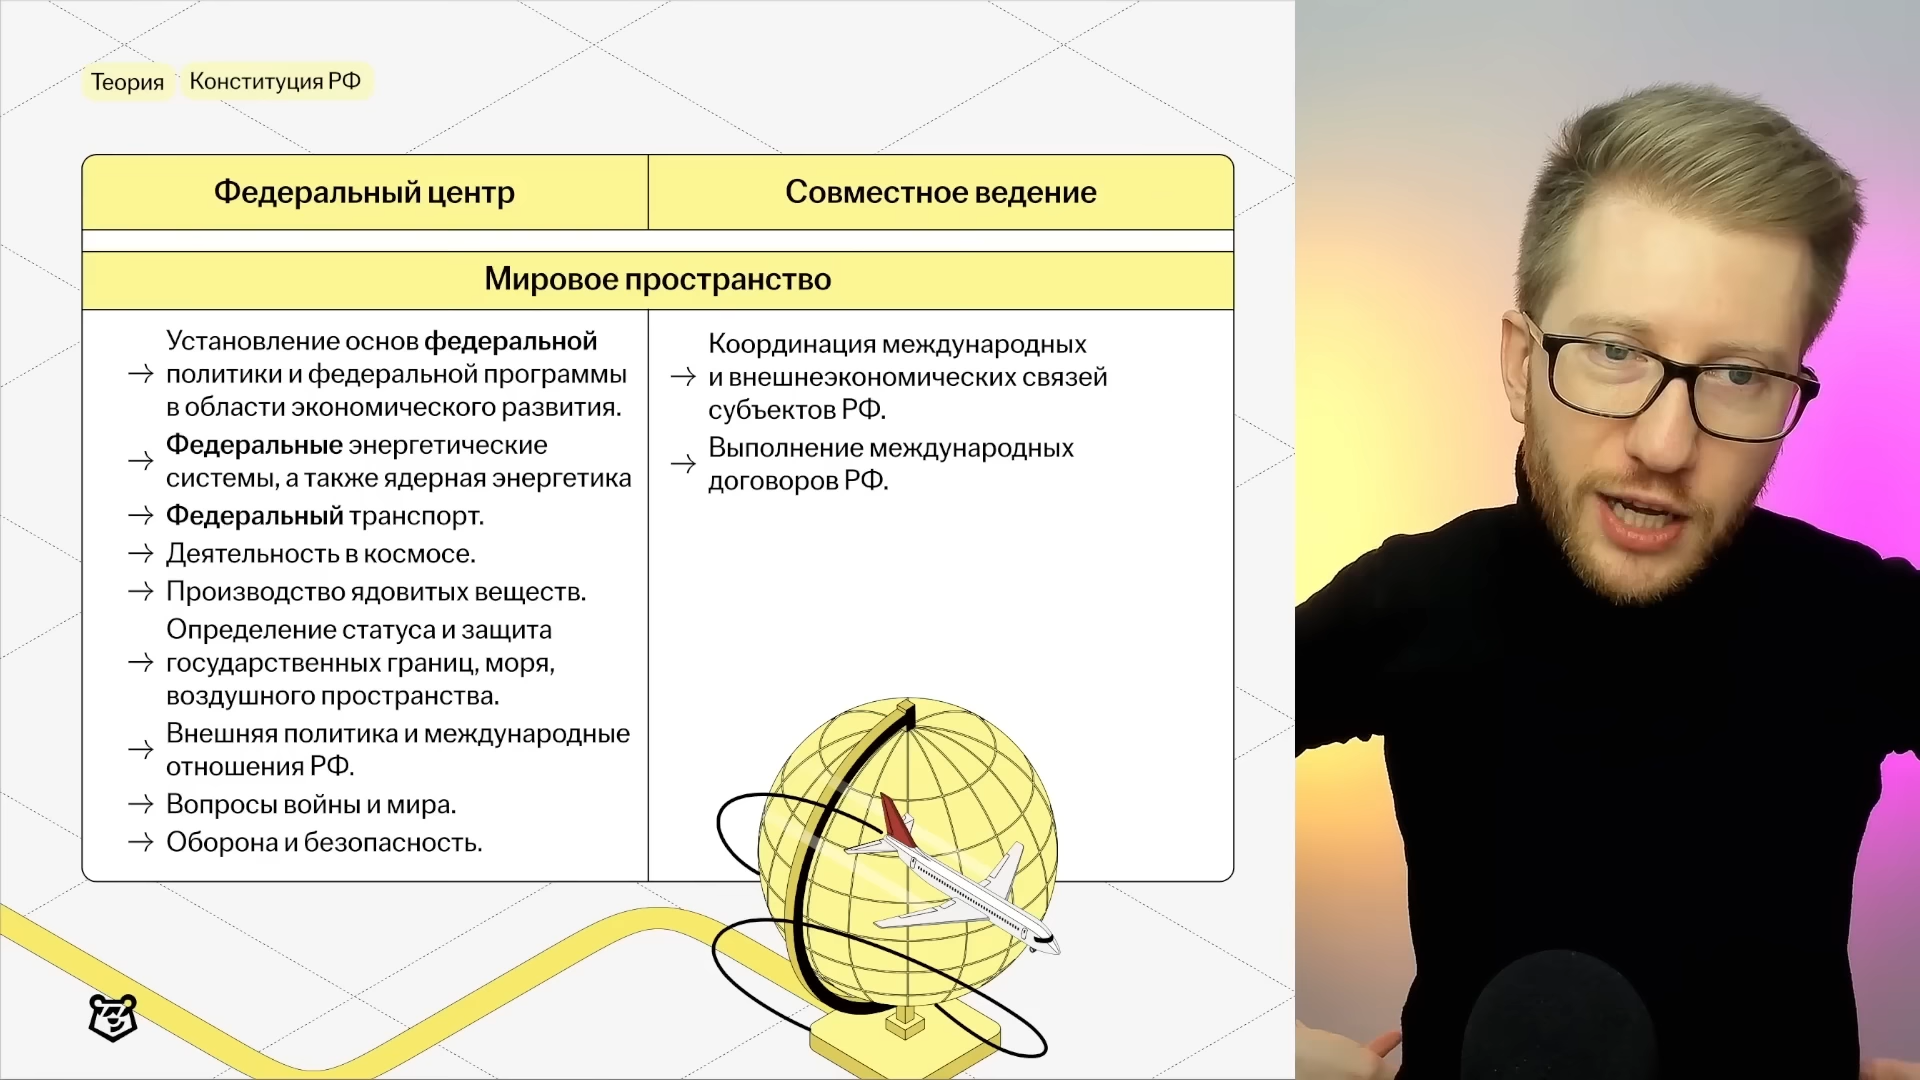 Теория Конституция РФ
Федеральный центр
Совместное ведение
Мировое пространство
Установление основ федеральной
→ политики и федеральной программы
в области экономического развития.
Федеральные энергетические
→ системы, а также ядерная энергетика
→ Федеральный транспорт.
→ Деятельность в космосе.
→ Производство ядовитых веществ.
Определение статуса и защита
→ государственных границ, моря,
воздушного пространства.
Внешняя политика и международные
→ отношения РФ.
→ Вопросы войны и мира.
→ Оборона и безопасность.
Координация международных
→ и внешнеэкономических связей
субъектов РФ.
Выполнение международных
→ договоров РФ.